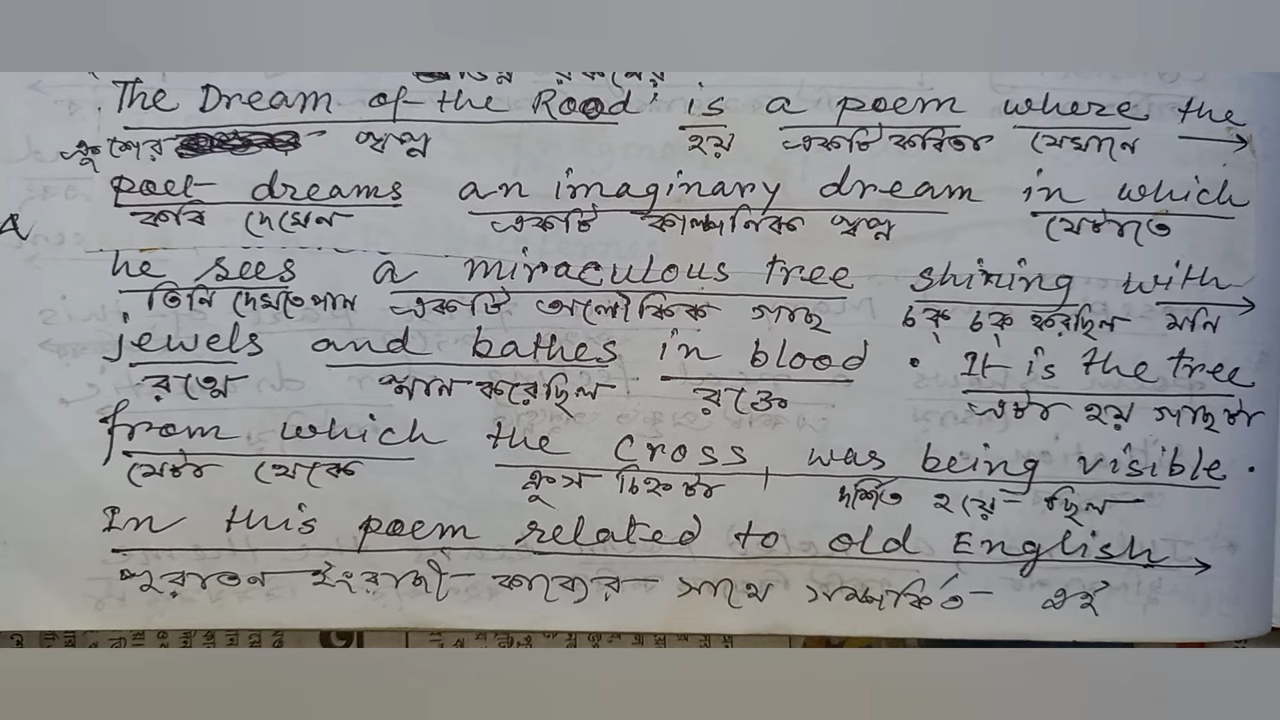 The Dream of the Rood' is a poem where the
ক্রুশের স্বপ্ন হয় একটি কবিতা যেখানে
poet dreams an imaginary dream in which
কবি দেখেন একটি কাল্পনিক স্বপ্ন যেটাতে
he sees a miraculous tree shining with
তিনি দেখতে পান একটি অলৌকিক গাছ চক্ চক্ করছিল মনি
jewels and bathes in blood. It is the tree
রত্নে স্নান করেছিল রক্তে এটা হয় গাছটা
from which the Cross, was being visible.
যেটা থেকে ক্রুস চিহ্নটা দর্শিত হয়ে ছিল
In this poem related to old English
পুরাতন ইংরাজী কাব্যের সাথে সম্পর্কিত এই